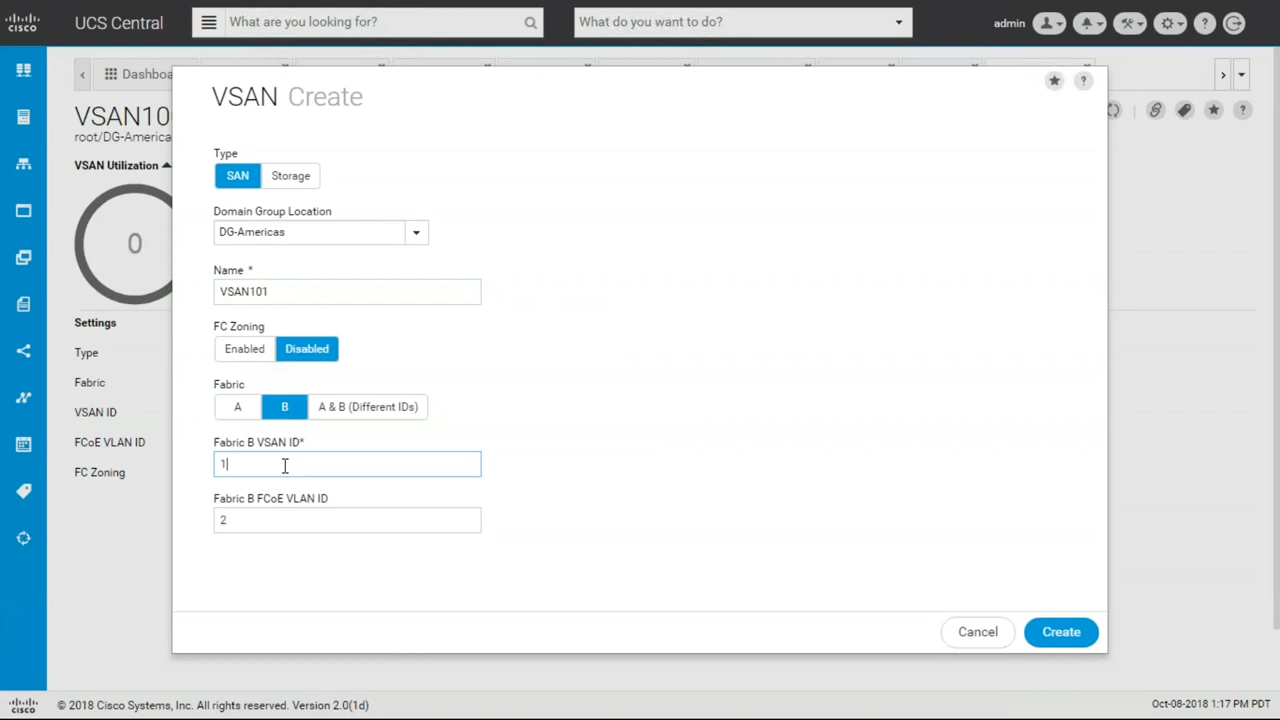 cisco
UCS Central
What are you looking for?
What do you want to do?
admin
Dashboa
VSAN10
root/DG-America
VSAN Utilization
0
Settings
Type
Fabric
VSAN ID
FCoE VLAN ID
FC Zoning
VSAN Create
Type
SAN Storage
Domain Group Location
DG-Americas
Name *
VSAN101
FC Zoning
Enabled Disabled
Fabric
A B A & B (Different IDs)
Fabric B VSAN ID*
1
Fabric B FCoE VLAN ID
2
Cancel Create
cisco
© 2018 Cisco Systems, Inc. All rights reserved. Version 2.0(1d)
Oct-08-2018 1:17 PM PDT